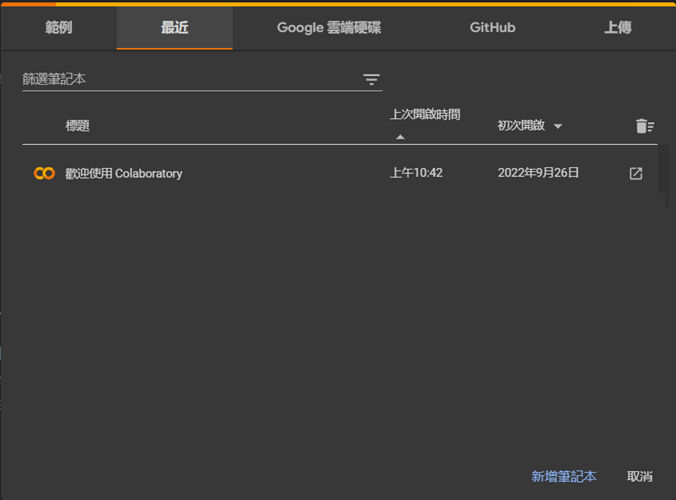 範例 最近 Google 雲端硬碟 GitHub 上傳
篩選筆記本
標題 上次開啟時間 初次開啟
歡迎使用 Colaboratory 上午10:42 2022年9月26日
新增筆記本 取消